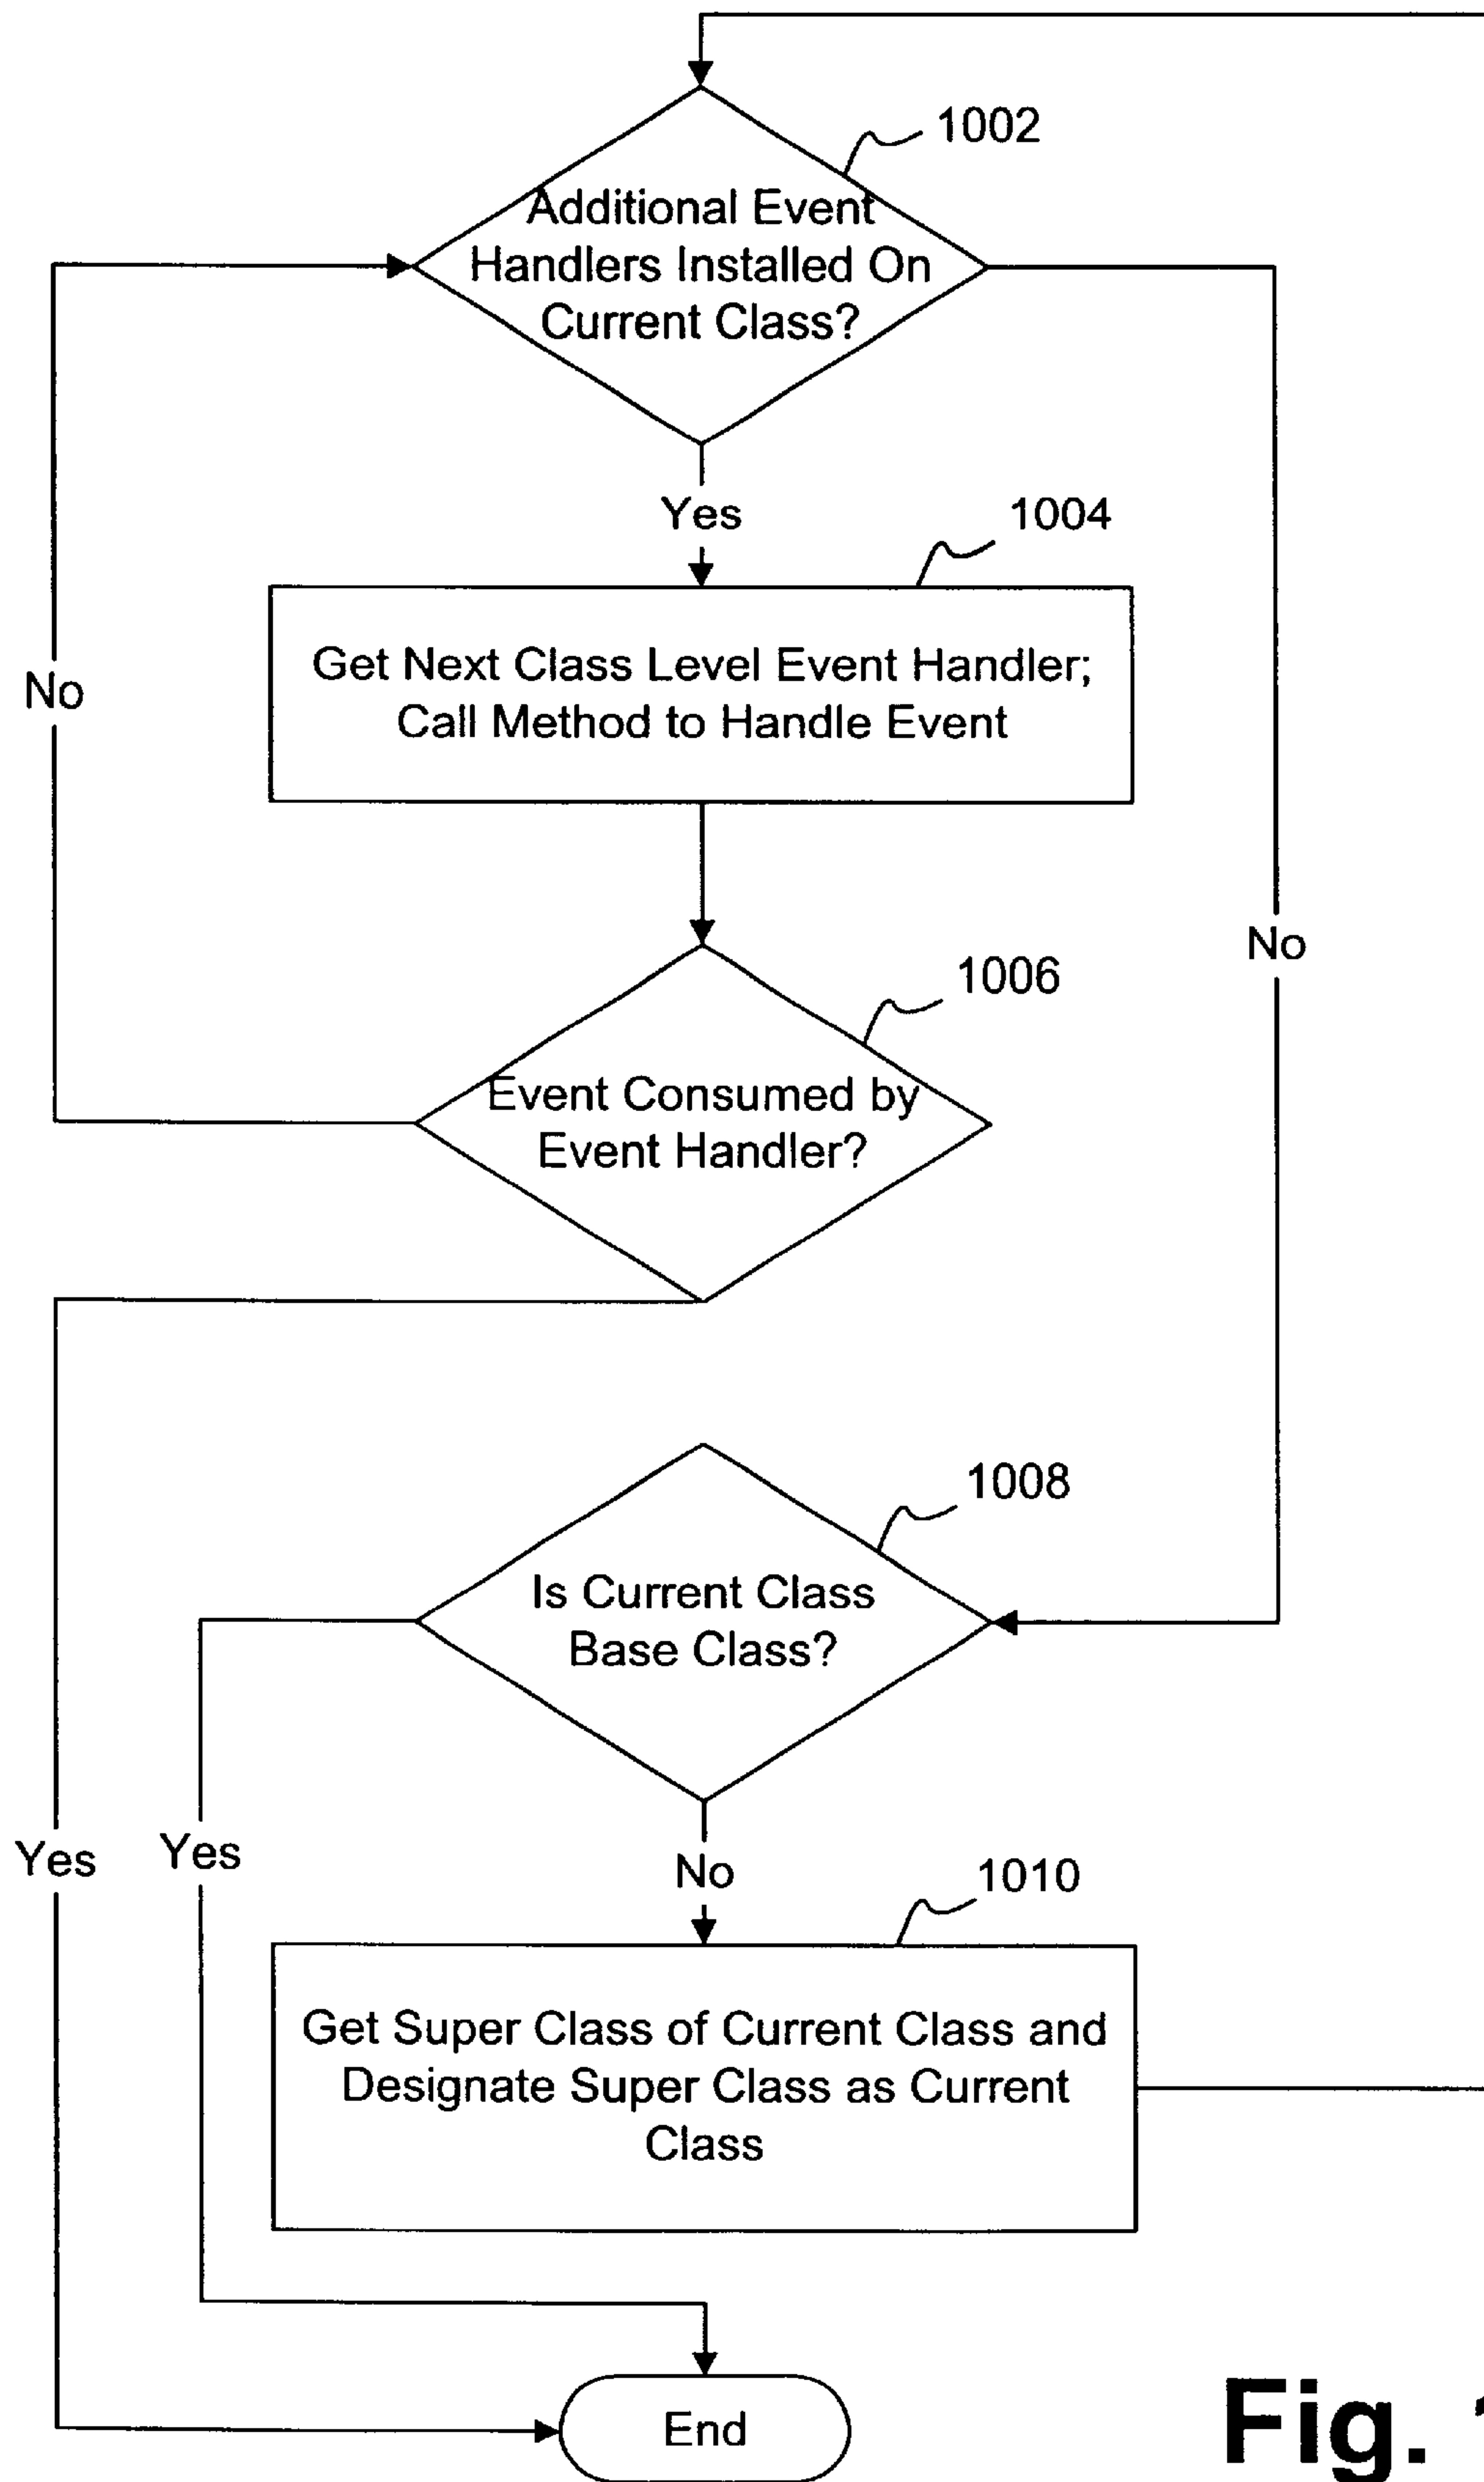 1002
Additional Event
Handlers Installed On
Current Class?
Yes
1004
Get Next Class Level Event Handler;
Call Method to Handle Event
No
No
1006
Event Consumed by
Event Handler?
1008
Is Current Class
Base Class?
Yes
Yes
No
1010
Get Super Class of Current Class and
Designate Super Class as Current
Class
End
Fig.